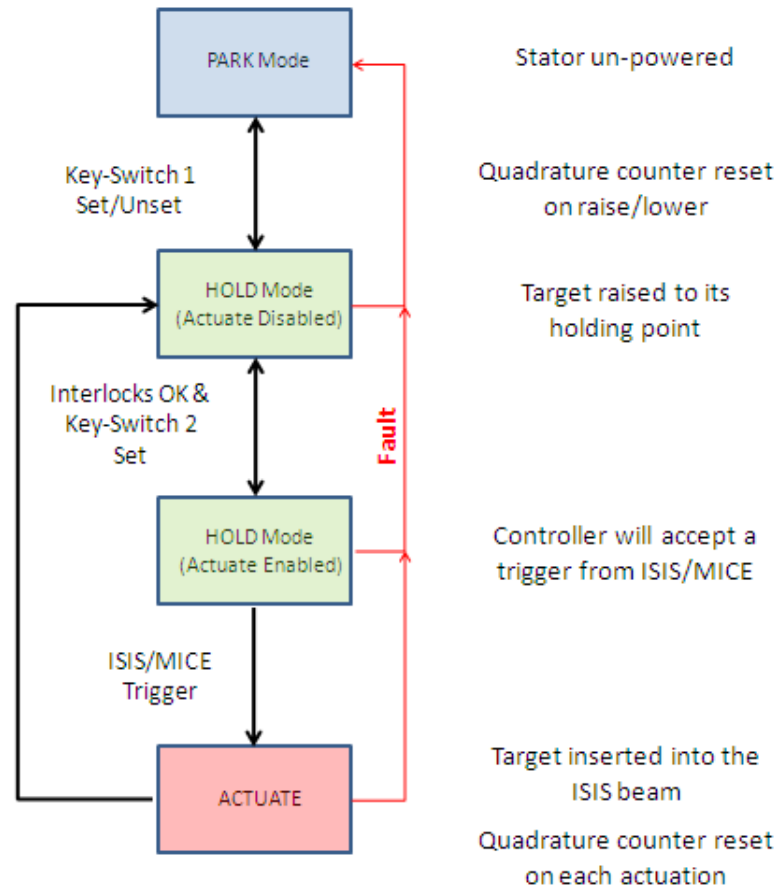 PARK Mode
Stator un-powered
Key-Switch 1
Set/Unset
Quadrature counter reset
on raise/lower
HOLD Mode
(Actuate Disabled)
Target raised to its
holding point
Interlocks OK &
Key-Switch 2
Set
Fault
HOLD Mode
(Actuate Enabled)
Controller will accept a
trigger from ISIS/MICE
ISIS/MICE
Trigger
ACTUATE
Target inserted into the
ISIS beam
Quadrature counter reset
on each actuation